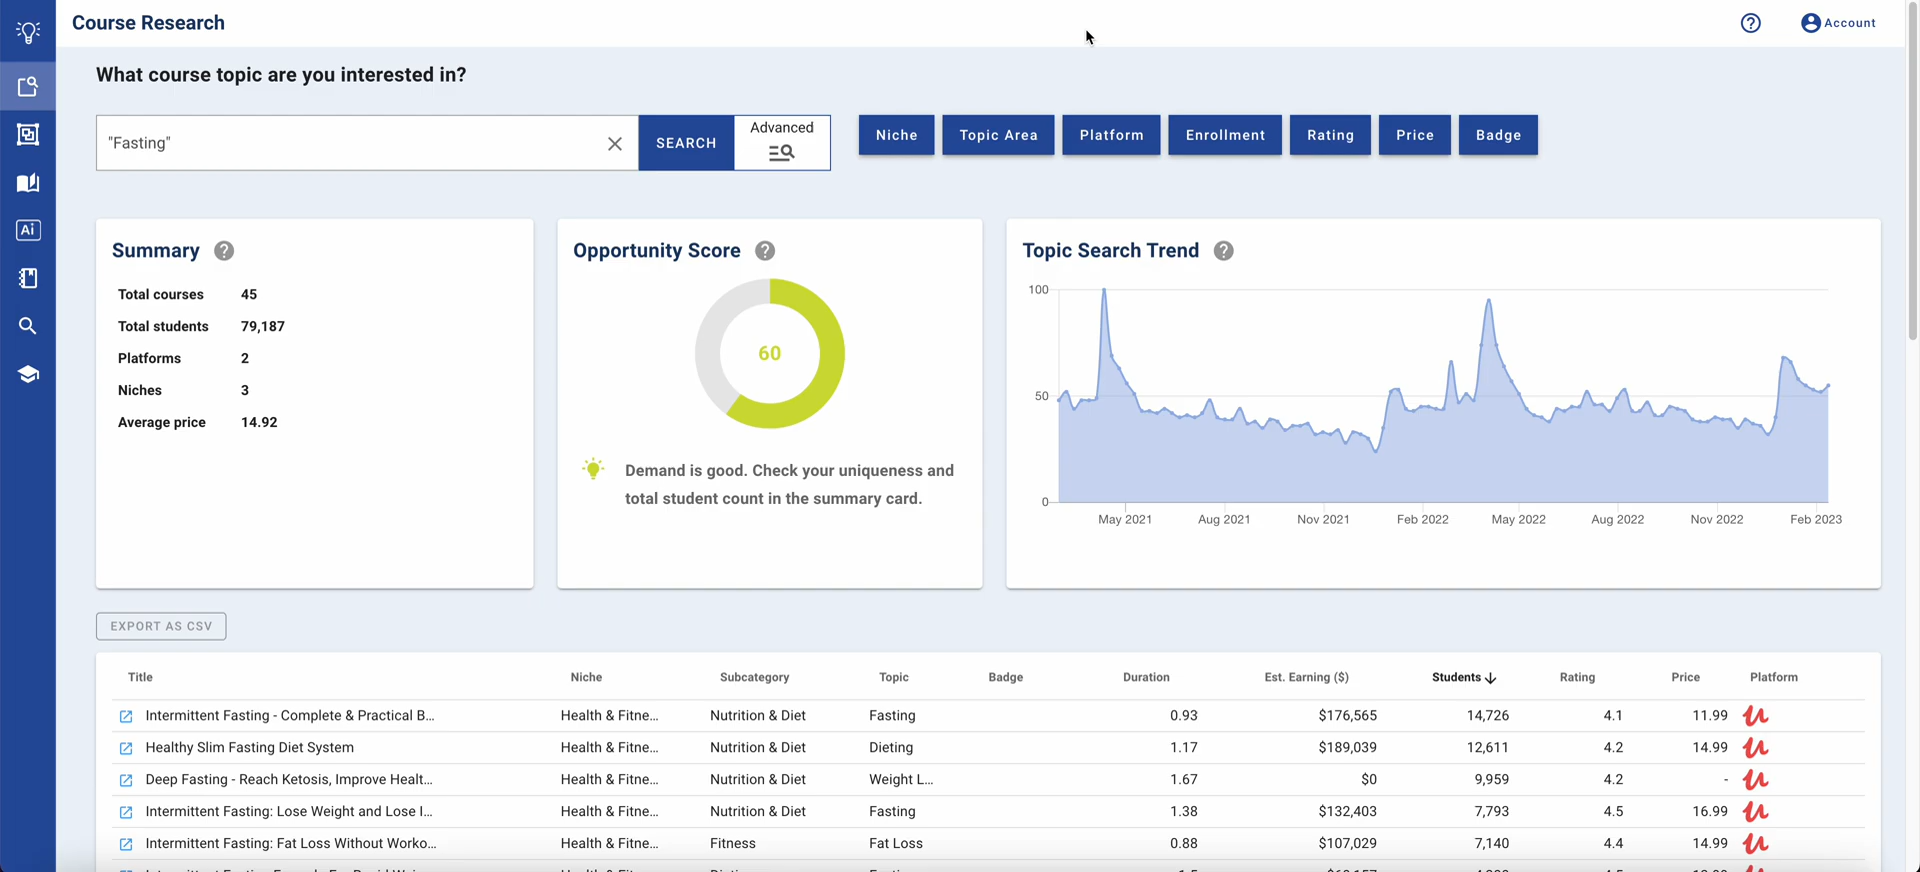 Course Research
Account
What course topic are you interested in?
"Fasting"
SEARCH
Advanced
Niche
Topic Area
Platform
Enrollment
Rating
Price
Badge
Ai
Summary ?
Total courses 45
Total students 79,187
Platforms 2
Niches 3
Average price 14.92
Opportunity Score ?
60
Demand is good. Check your uniqueness and
total student count in the summary card.
Topic Search Trend ?
100
50
0
May 2021 Aug 2021 Nov 2021 Feb 2022 May 2022 Aug 2022 Nov 2022 Feb 2023
EXPORT AS CSV
Title Niche Subcategory Topic Badge Duration Est. Earning ($) Students Rating Price Platform
Intermittent Fasting - Complete & Practical B... Health & Fitne... Nutrition & Diet Fasting 0.93 $176,565 14,726 4.1 11.99
Healthy Slim Fasting Diet System Health & Fitne... Nutrition & Diet Dieting 1.17 $189,039 12,611 4.2 14.99
Deep Fasting - Reach Ketosis, Improve Healt... Health & Fitne... Nutrition & Diet Weight L... 1.67 $0 9,959 4.2 -
Intermittent Fasting: Lose Weight and Lose I... Health & Fitne... Nutrition & Diet Fasting 1.38 $132,403 7,793 4.5 16.99
Intermittent Fasting: Fat Loss Without Worko... Health & Fitne... Fitness Fat Loss 0.88 $107,029 7,140 4.4 14.99